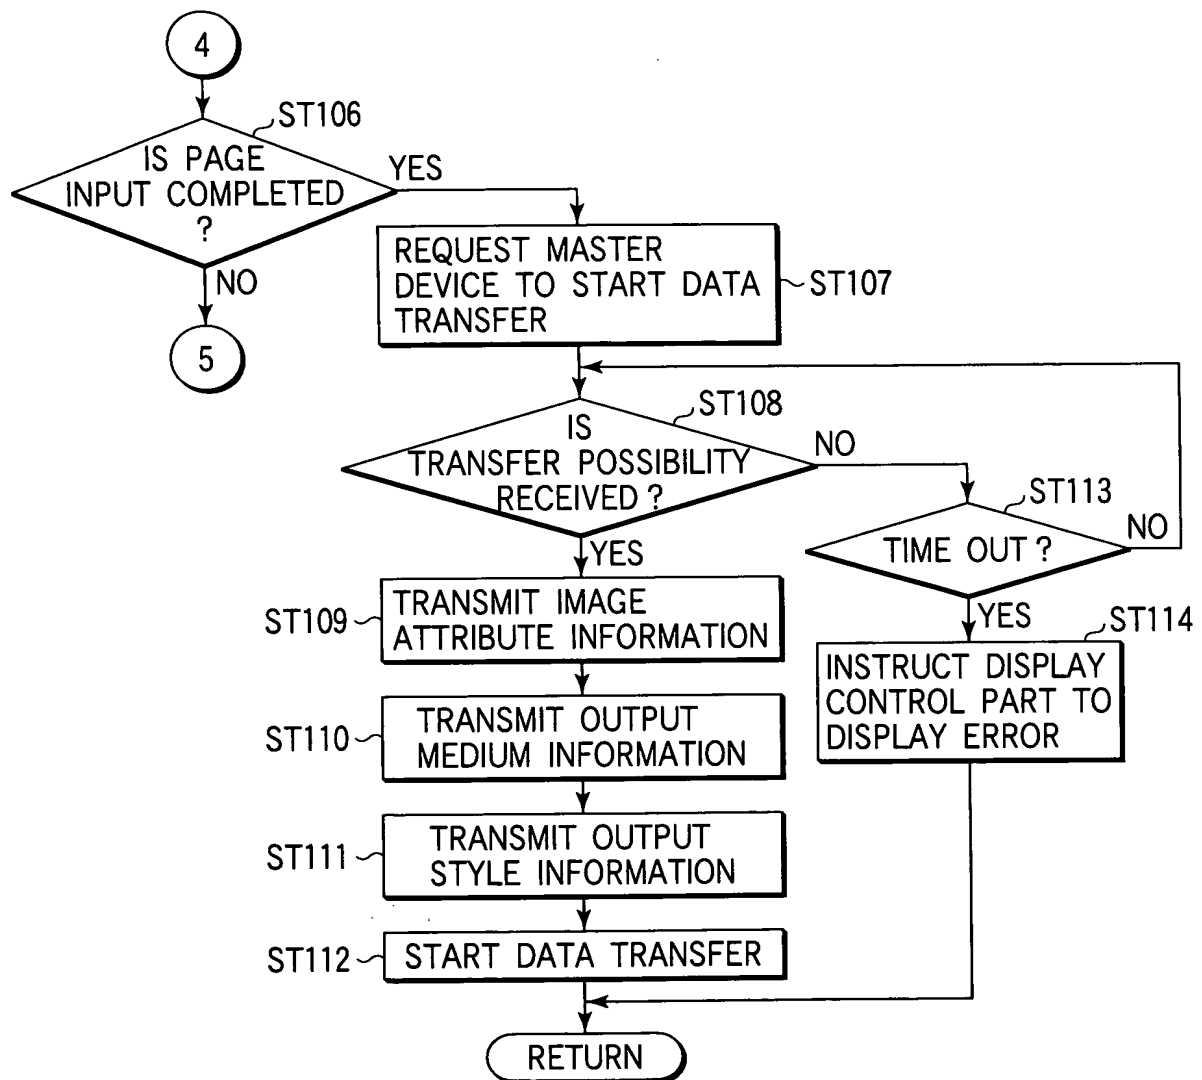 4
ST106
IS PAGE
INPUT COMPLETED
?
YES
NO
5
REQUEST MASTER
DEVICE TO START DATA
TRANSFER
ST107
ST108
IS
TRANSFER POSSIBILITY
RECEIVED?
NO
YES
ST113
TIME OUT?
NO
YES
ST109
TRANSMIT IMAGE
ATTRIBUTE INFORMATION
ST114
INSTRUCT DISPLAY
CONTROL PART TO
DISPLAY ERROR
ST110
TRANSMIT OUTPUT
MEDIUM INFORMATION
ST111
TRANSMIT OUTPUT
STYLE INFORMATION
ST112
START DATA TRANSFER
RETURN